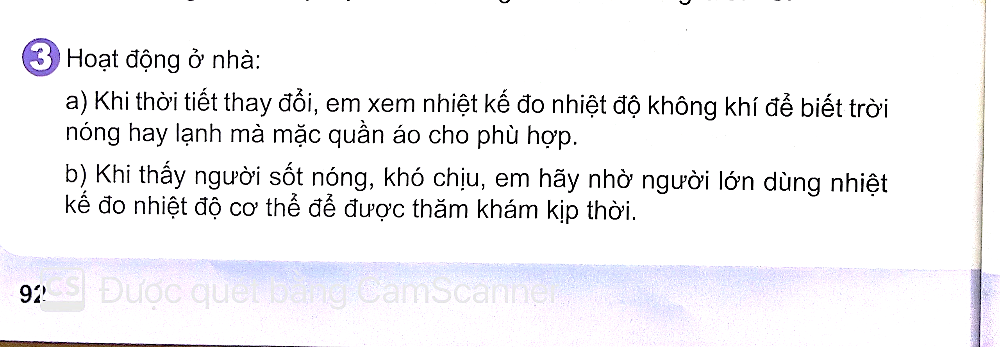 3 Hoạt động ở nhà:
a) Khi thời tiết thay đổi, em xem nhiệt kế đo nhiệt độ không khí để biết trời
nóng hay lạnh mà mặc quần áo cho phù hợp.
b) Khi thấy người sốt nóng, khó chịu, em hãy nhờ người lớn dùng nhiệt
kế đo nhiệt độ cơ thể để được thăm khám kịp thời.
92
CS Được quét bằng CamScanner